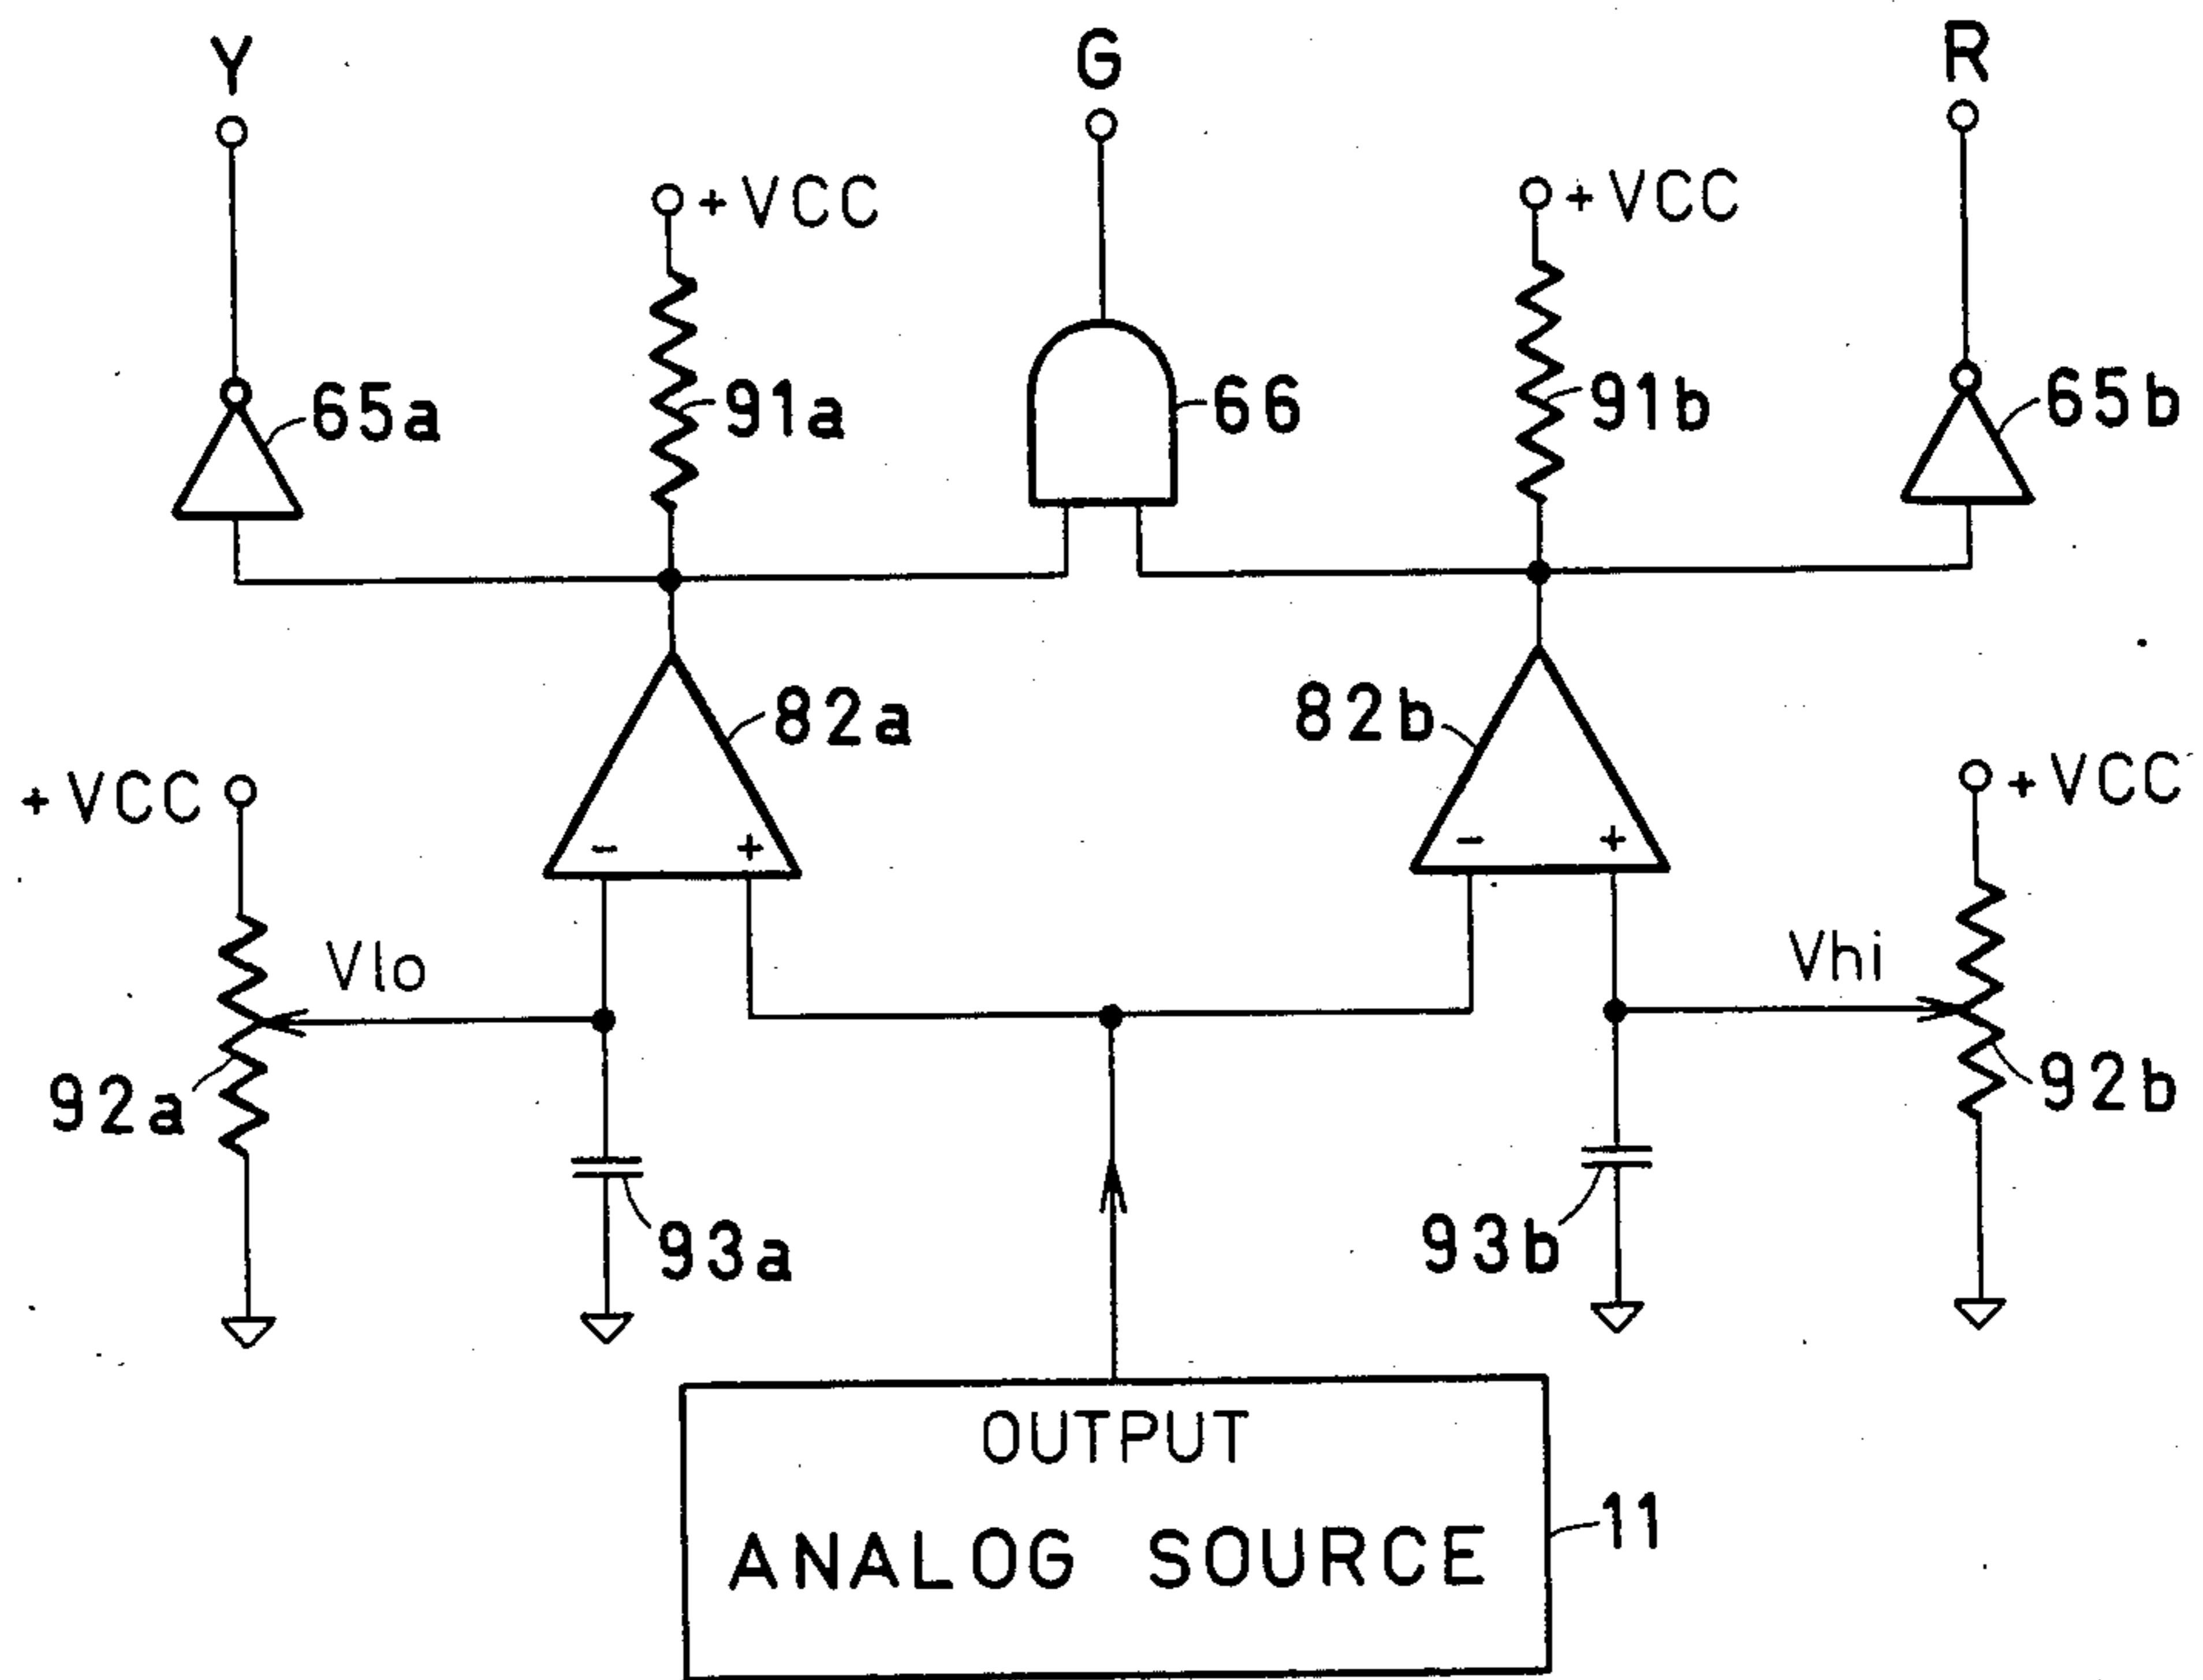 Y
G
R
+VCC
+VCC
65a
91a
66
91b
65b
82a
82b
+VCC
- +
- +
+VCC
Vlo
Vhi
92a
92b
93a
93b
OUTPUT
ANALOG SOURCE
11